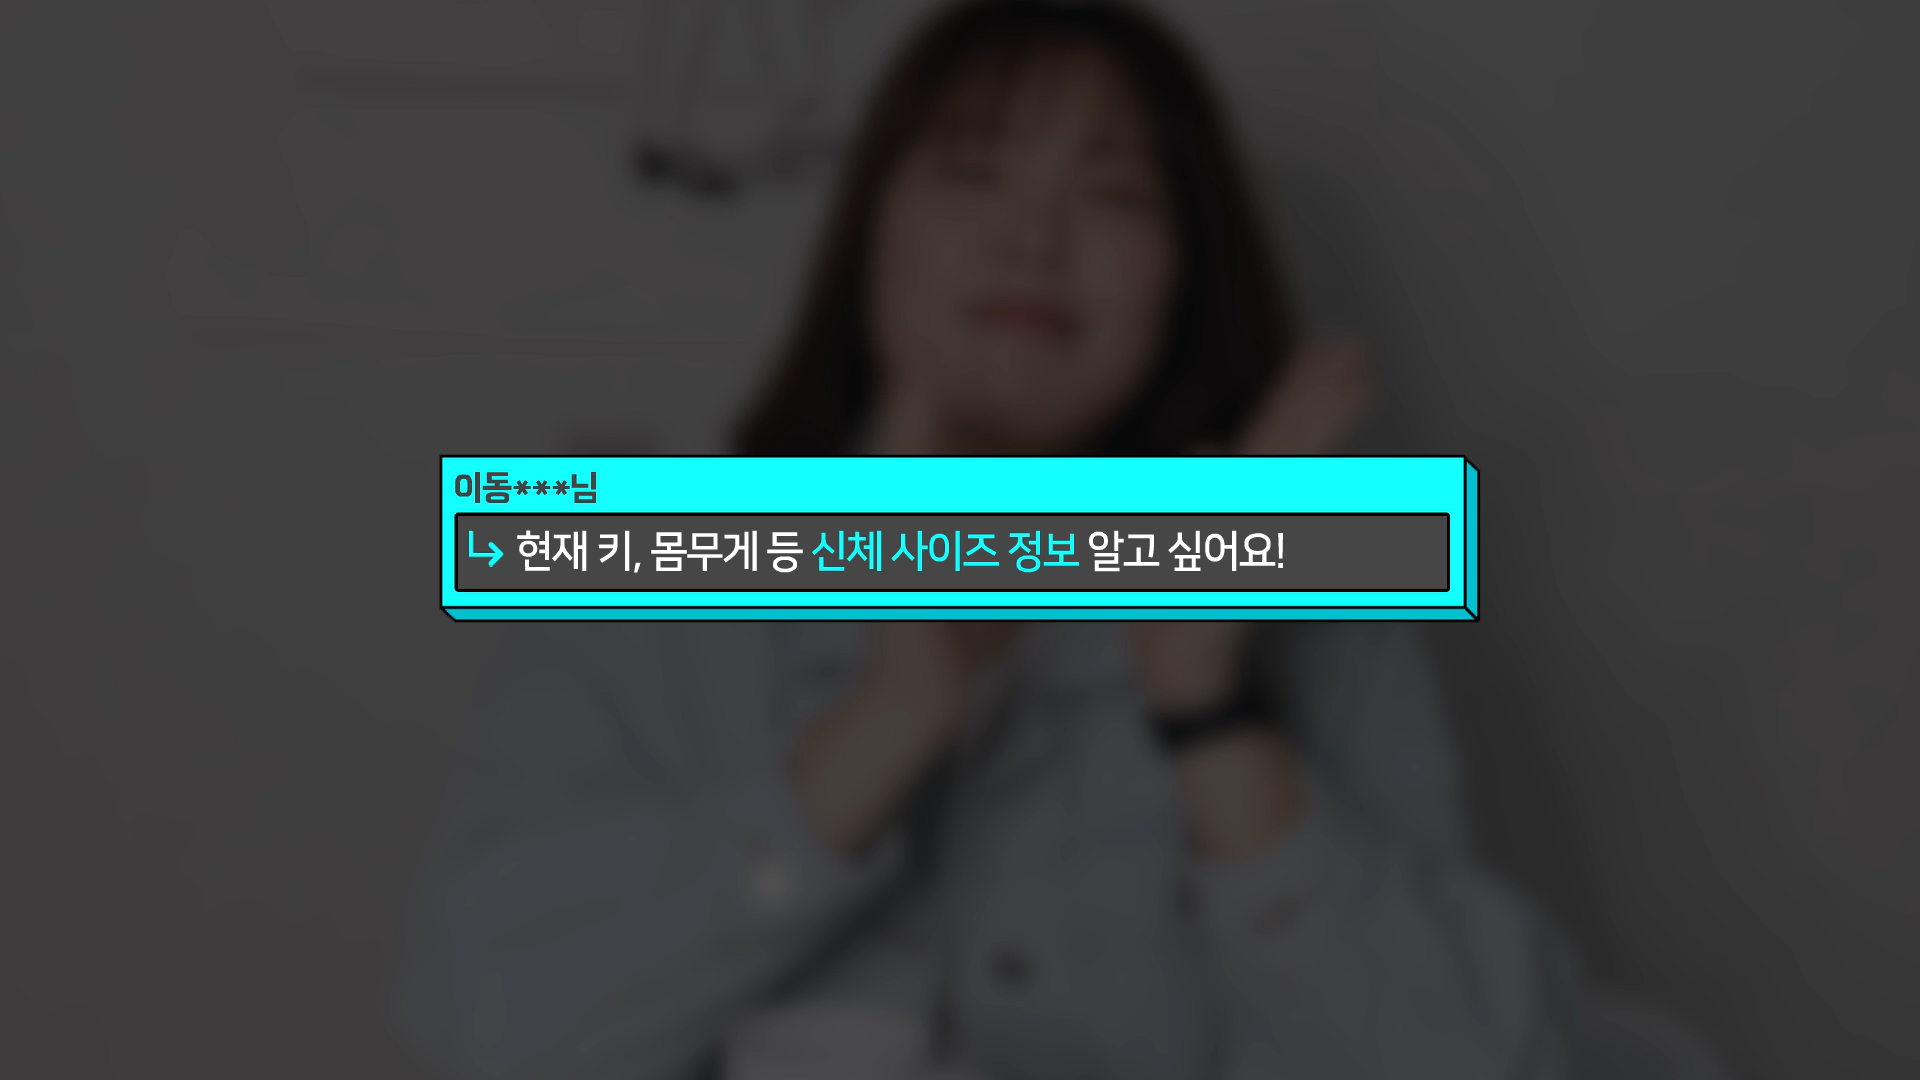 이동***님
현재 키, 몸무게 등 신체 사이즈 정보 알고 싶어요!